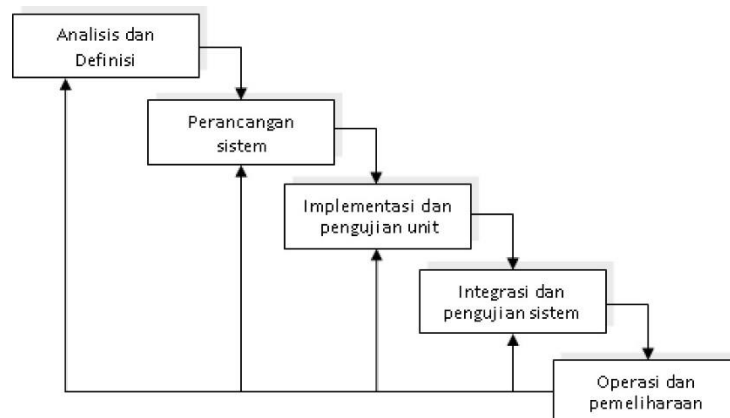 Analisis dan
Definisi
Perancangan
sistem
Implementasi dan
pengujian unit
Integrasi dan
pengujian sistem
Operasi dan
pemeliharaan